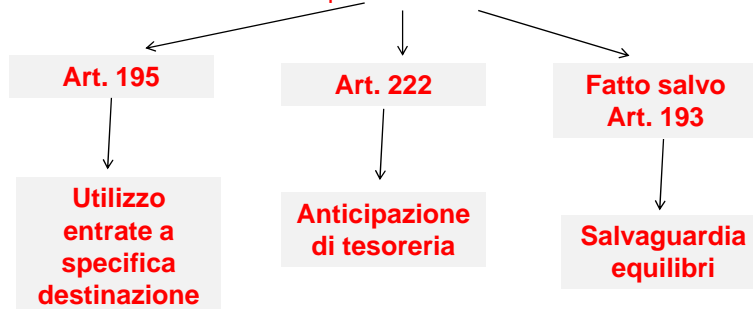 Art. 195
Art. 222
Fatto salvo
Art. 193
Utilizzo
entrate a
specifica
destinazione
Anticipazione
di tesoreria
Salvaguardia
equilibri